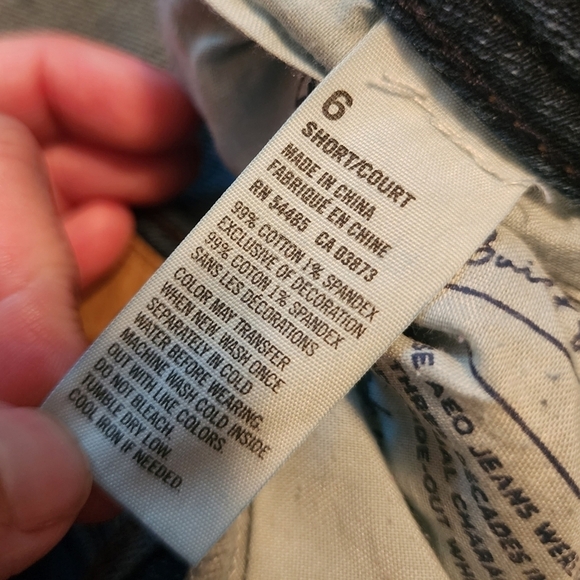 6
SHORT/COURT
MADE IN CHINA
FABRIQUÉ EN CHINE
RN 54485 CA 03873
99% COTTON 1% SPANDEX
EXCLUSIVE OF DECORATION
99% COTON 1% SPANDEX
SANS LES DÉCORATIONS
COLOR MAY TRANSFER
WHEN NEW. WASH ONCE
SEPARATELY IN COLD
WATER BEFORE WEARING.
MACHINE WASH COLD INSIDE
OUT WITH LIKE COLORS.
DO NOT BLEACH.
TUMBLE DRY LOW.
COOL IRON IF NEEDED.
AEO JEANS WEAR